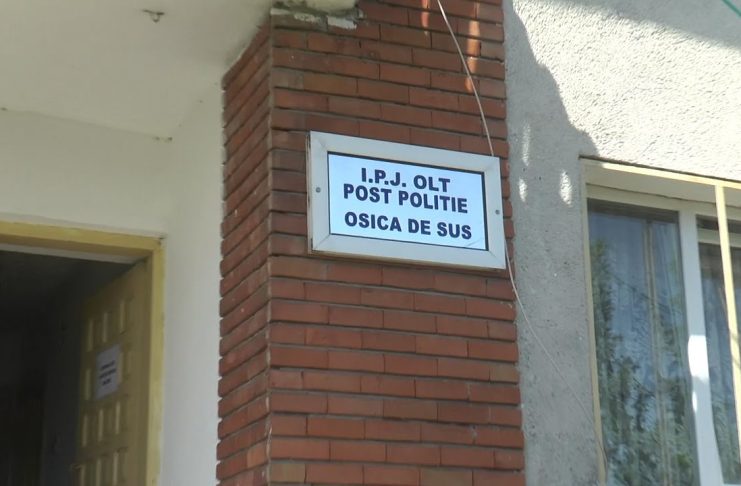 I.P.J. OLT
POST POLITIE
OSICA DE SUS